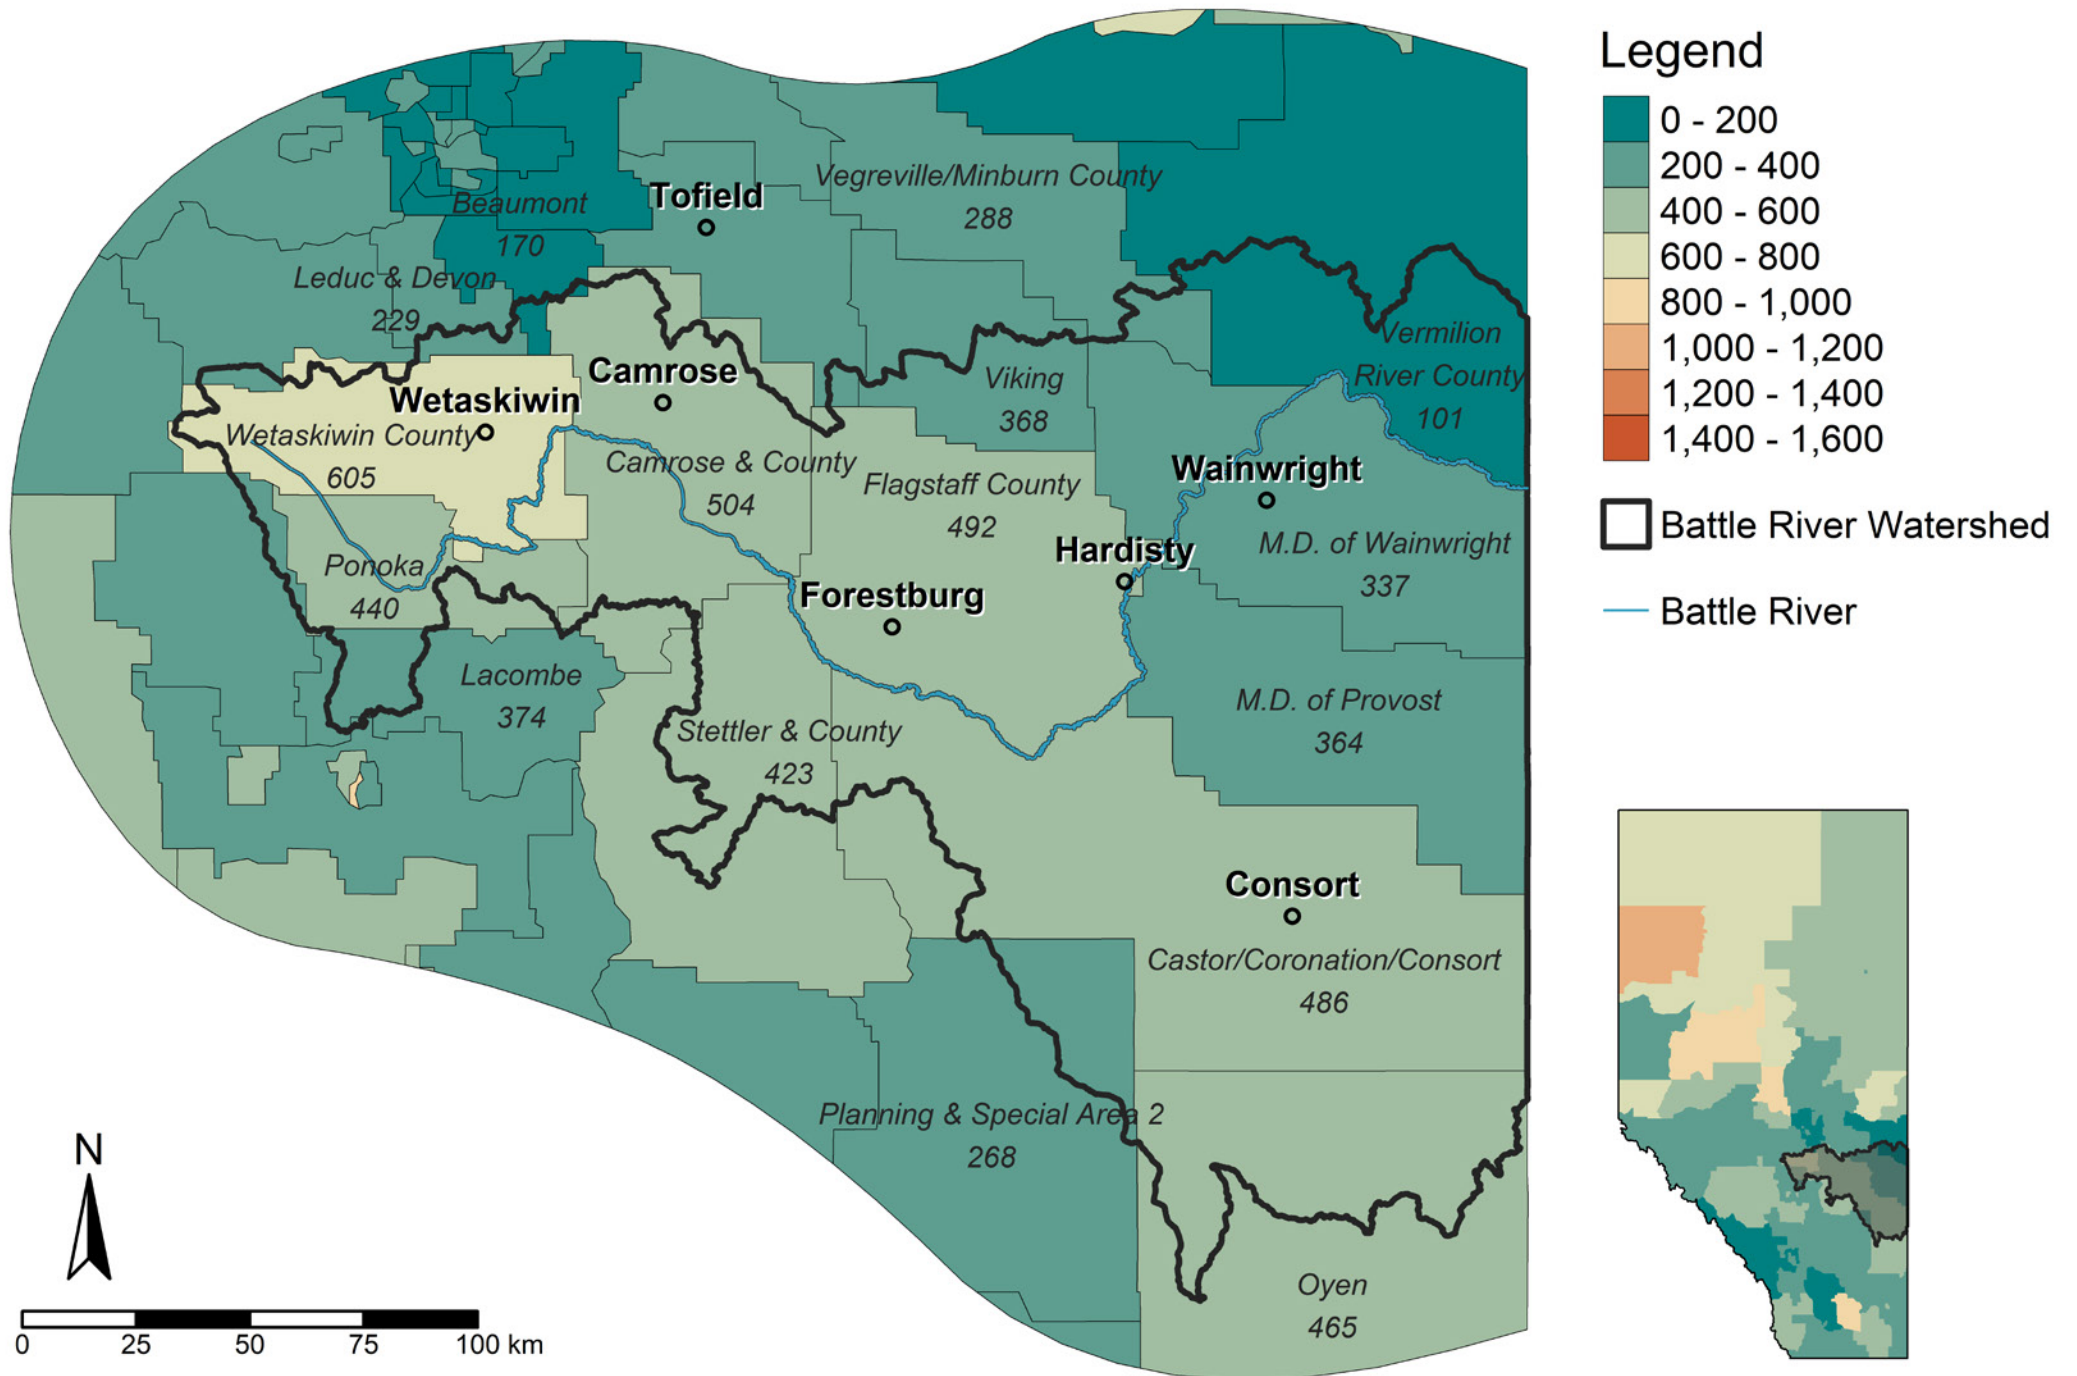 Legend
0 - 200
200 - 400
400 - 600
600 - 800
800 - 1,000
1,000 - 1,200
1,200 - 1,400
1,400 - 1,600
Battle River Watershed
Battle River
Vegreville/Minburn County
288
Tofield
Beaumont
170
Leduc & Devon
229
Vermilion
River County
101
Camrose
Viking
368
Wetaskiwin
Wetaskiwin County
605
Camrose & County
504
Flagstaff County
492
Wainwright
M.D. of Wainwright
337
Hardisty
Ponoka
440
Forestburg
Lacombe
374
M.D. of Provost
364
Stettler & County
423
Consort
Castor/Coronation/Consort
486
Planning & Special Area 2
268
Oyen
465
N
0 25 50 75 100 km